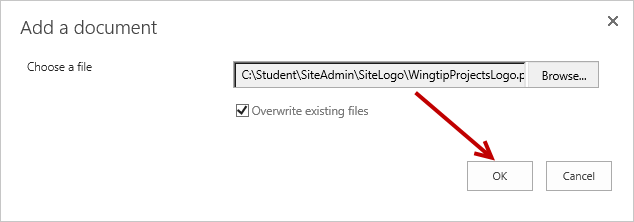 Add a document
Choose a file
C:\Student\SiteAdmin\SiteLogo\WingtipProjectsLogo.p
Browse...
Overwrite existing files
OK
Cancel